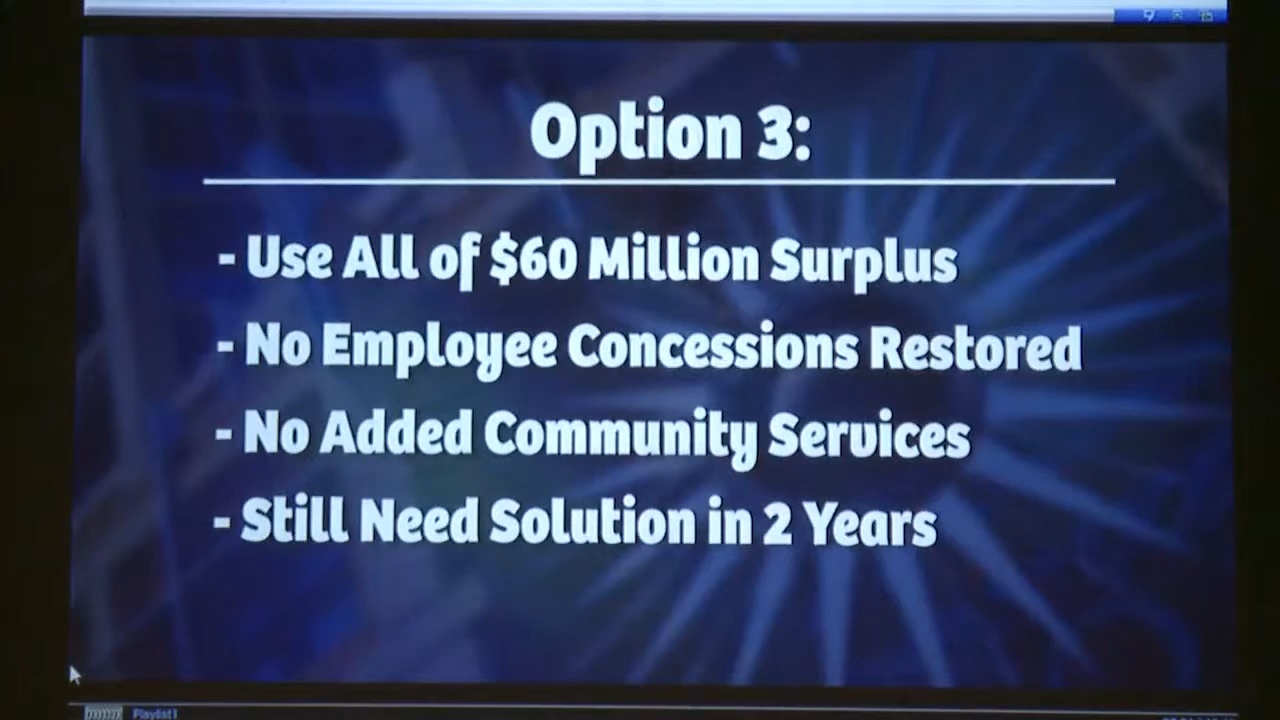 Option 3:
- Use All of $60 Million Surplus
- No Employee Concessions Restored
- No Added Community Services
- Still Need Solution in 2 Years
Playlist1